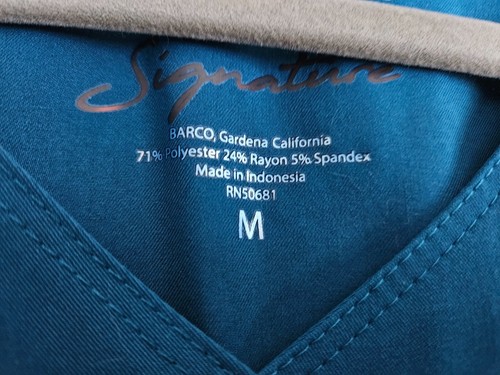 Signature
BARCO, Gardena California
71% Polyester 24% Rayon 5% Spandex
Made in Indonesia
RN50681
M